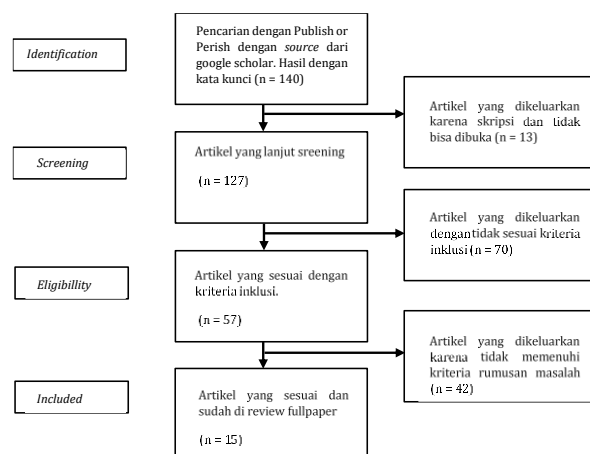 Identification
Pencarian dengan Publish or
Perish dengan source dari
google scholar. Hasil dengan
kata kunci (n = 140)
Artikel yang dikeluarkan
karena skripsi dan tidak
bisa dibuka (n = 13)
Screening
Artikel yang lanjut sreening
(n = 127)
Artikel yang dikeluarkan
dengan tidak sesuai kriteria
inklusi (n = 70)
Eligibillity
Artikel yang sesuai dengan
kriteria inklusi.
(n = 57)
Artikel yang dikeluarkan
karena tidak memenuhi
kriteria rumusan masalah
(n = 42)
Included
Artikel yang sesuai dan
sudah di review fullpaper
(n = 15)